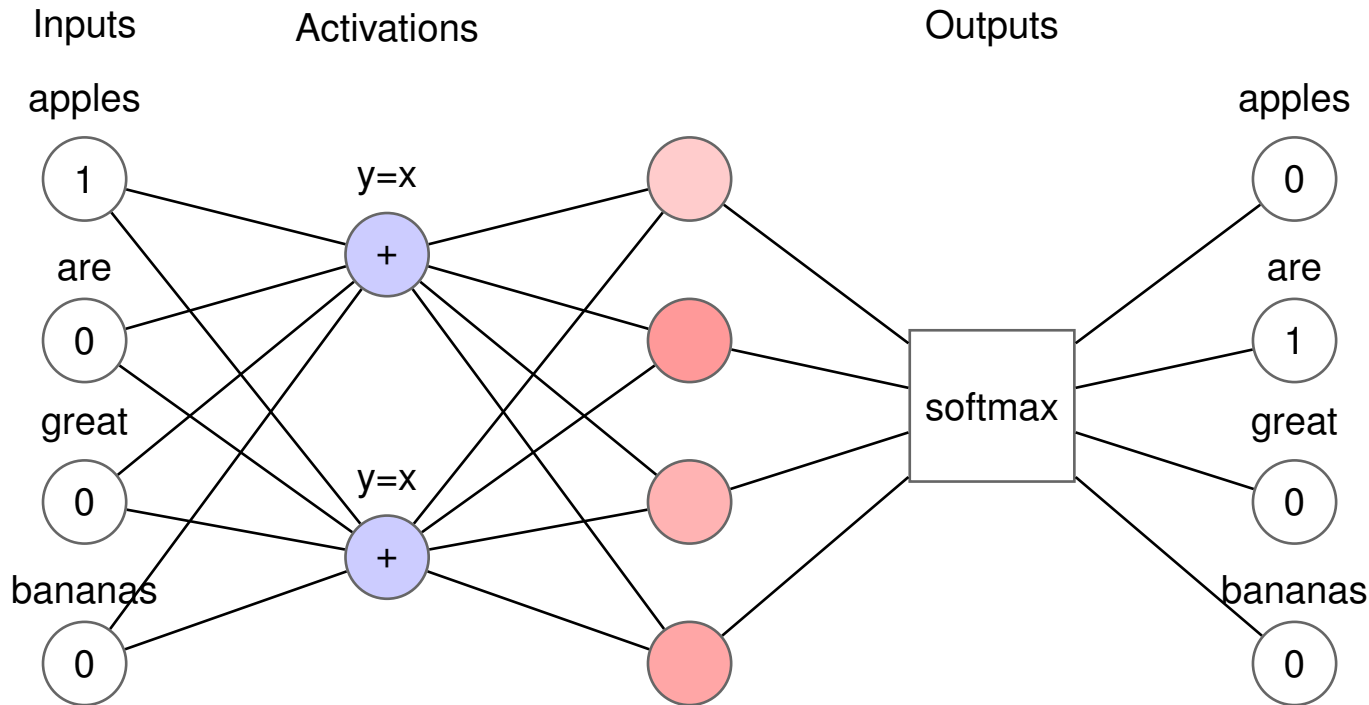 Inputs
Activations
Outputs
apples
1
are
0
great
0
bananas
0
y=x
+
y=x
+
softmax
apples
0
are
1
great
0
bananas
0